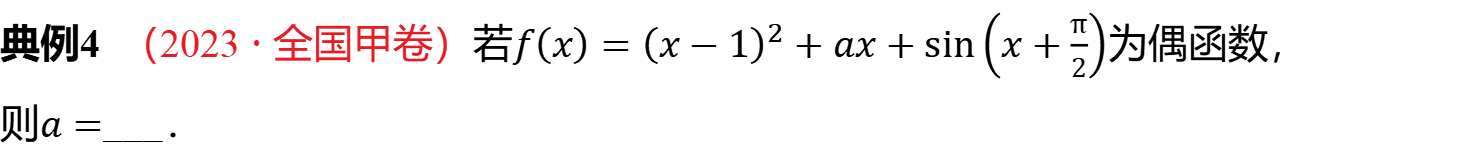 典例4 （2023·全国甲卷）若f(x) = (x − 1)² + ax + sin(x + π/2)为偶函数，
则a =___.